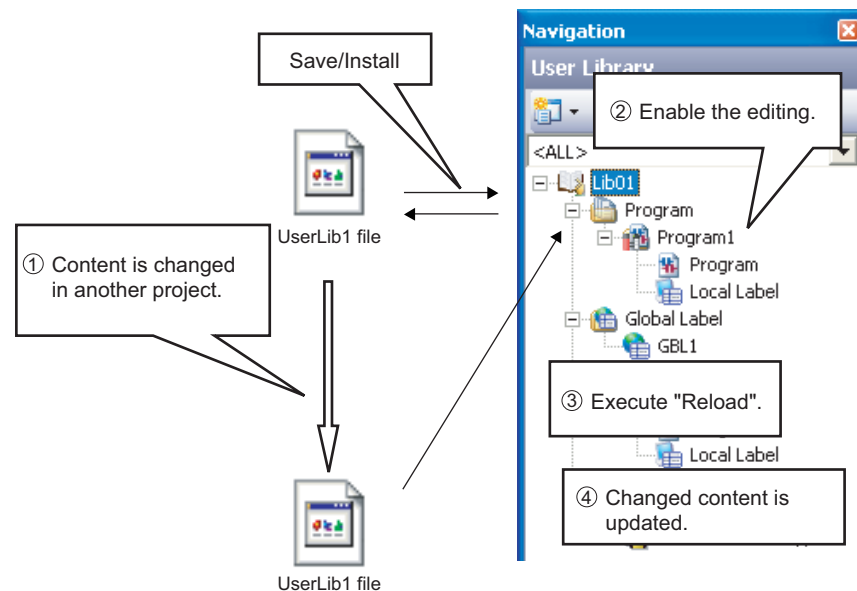 Save/Install
UserLib1 file
① Content is changed
in another project.
UserLib1 file
Navigation
User Library
② Enable the editing.
<ALL>
Lib01
Program
Program1
Program
Local Label
Global Label
GBL1
③ Execute "Reload".
Local Label
④ Changed content is
updated.